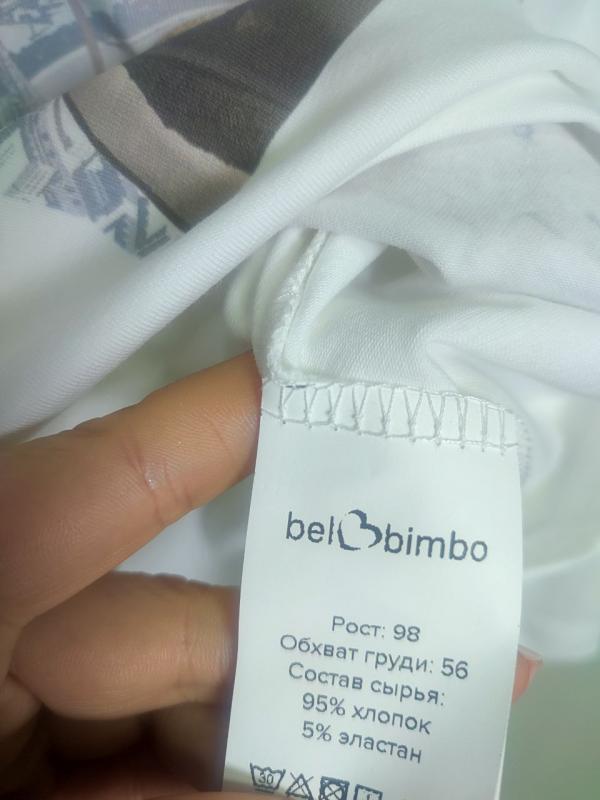 bel bimbo
Рост: 98
Обхват груди: 56
Состав сырья:
95% хлопок
5% эластан
30